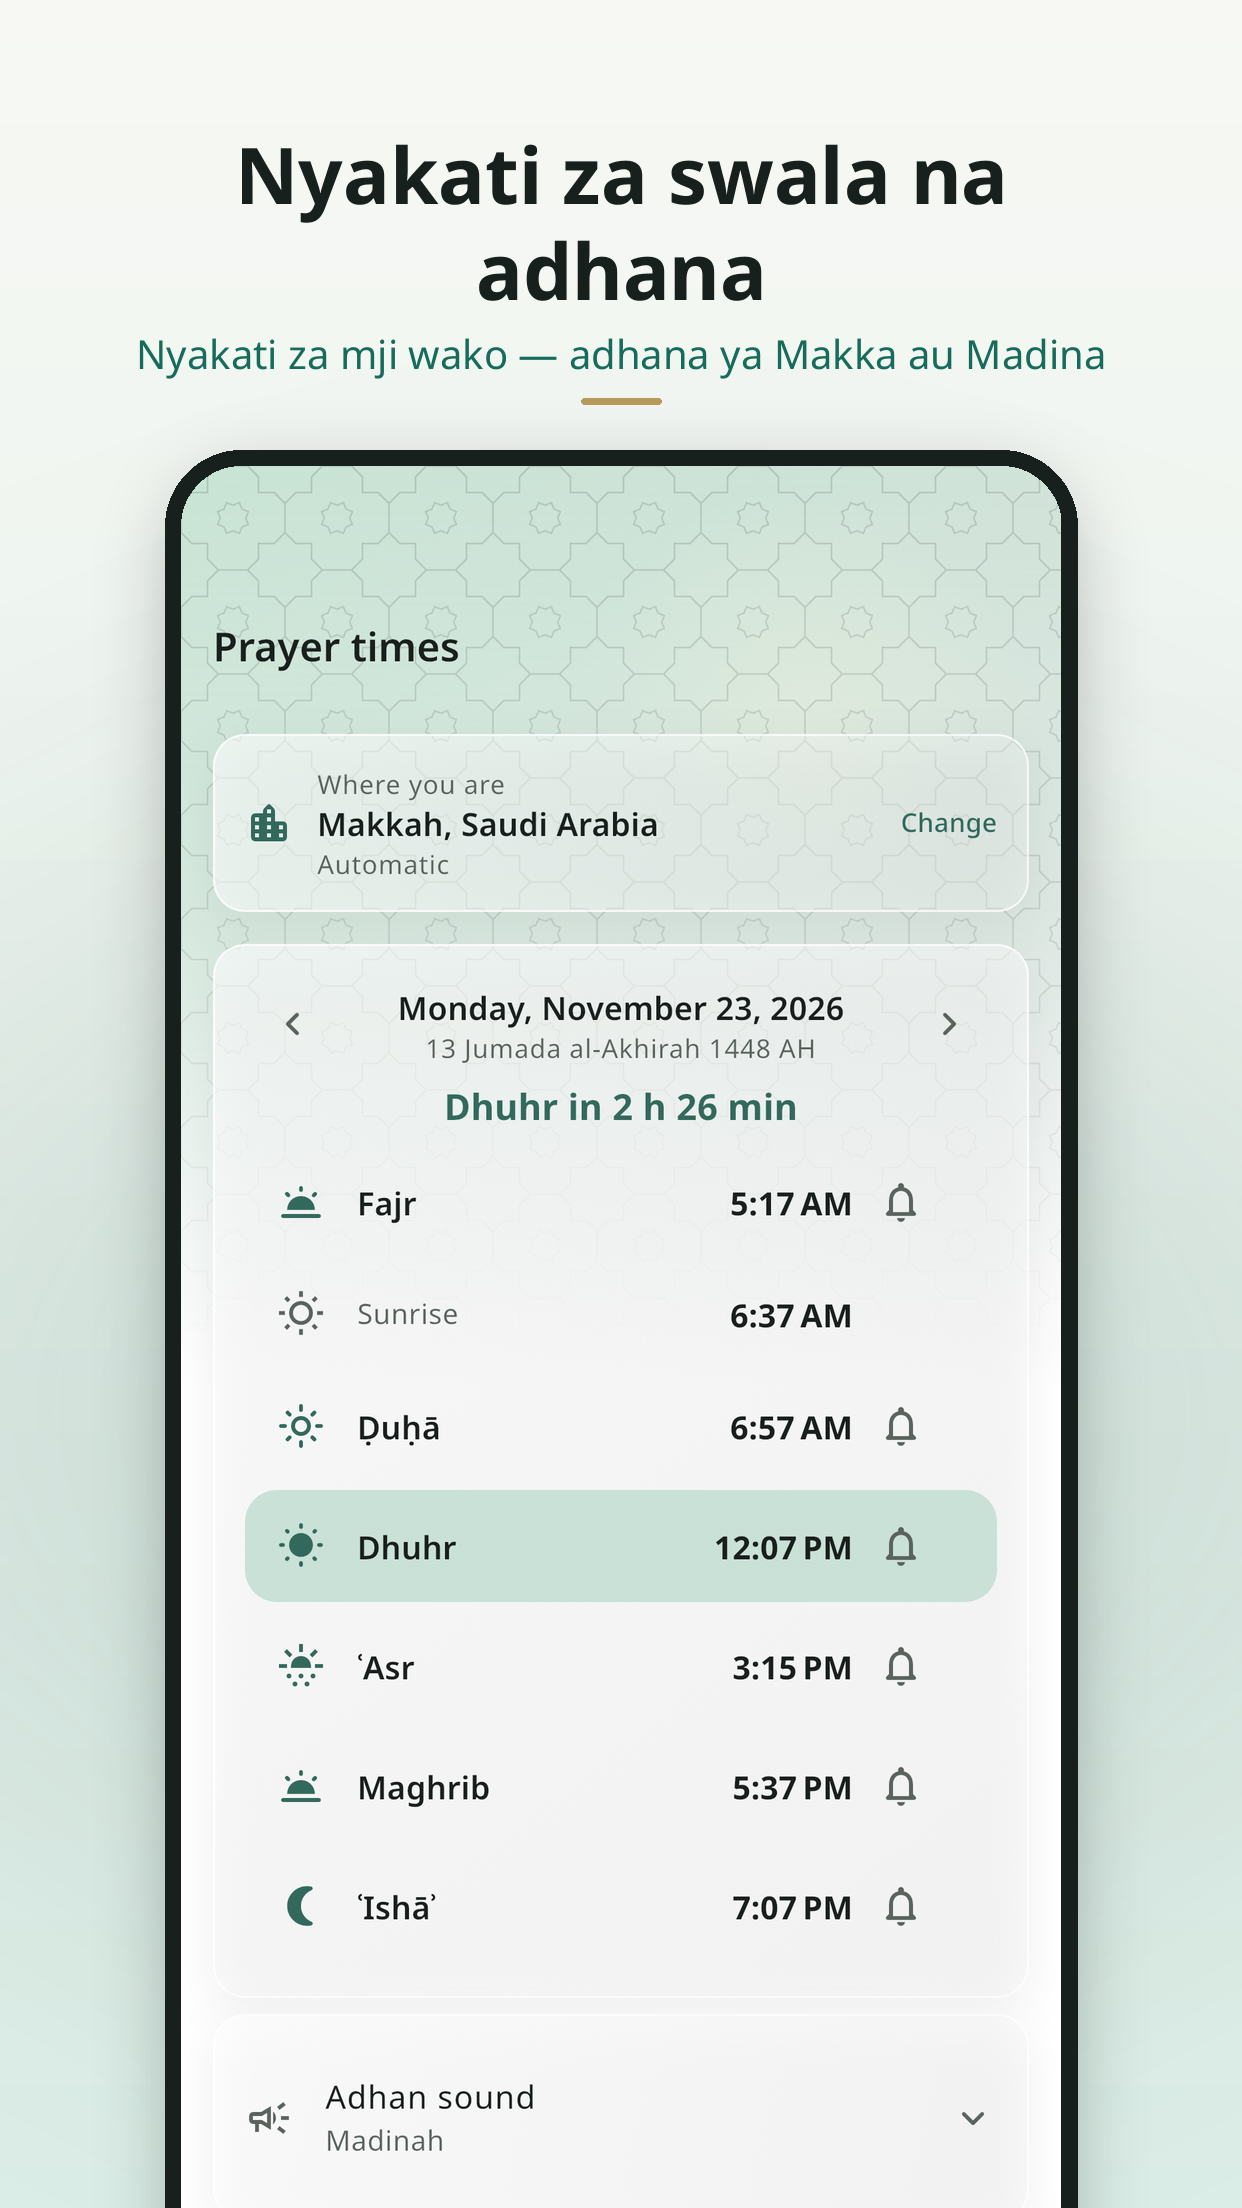 Nyakati za swala na
adhana
Nyakati za mji wako — adhana ya Makka au Madina
Prayer times
Where you are
Makkah, Saudi Arabia
Automatic
Change
Monday, November 23, 2026
13 Jumada al-Akhirah 1448 AH
Dhuhr in 2 h 26 min
Fajr 5:17 AM
Sunrise 6:37 AM
Ḍuḥā 6:57 AM
Dhuhr 12:07 PM
ʿAsr 3:15 PM
Maghrib 5:37 PM
ʿIshāʾ 7:07 PM
Adhan sound
Madinah